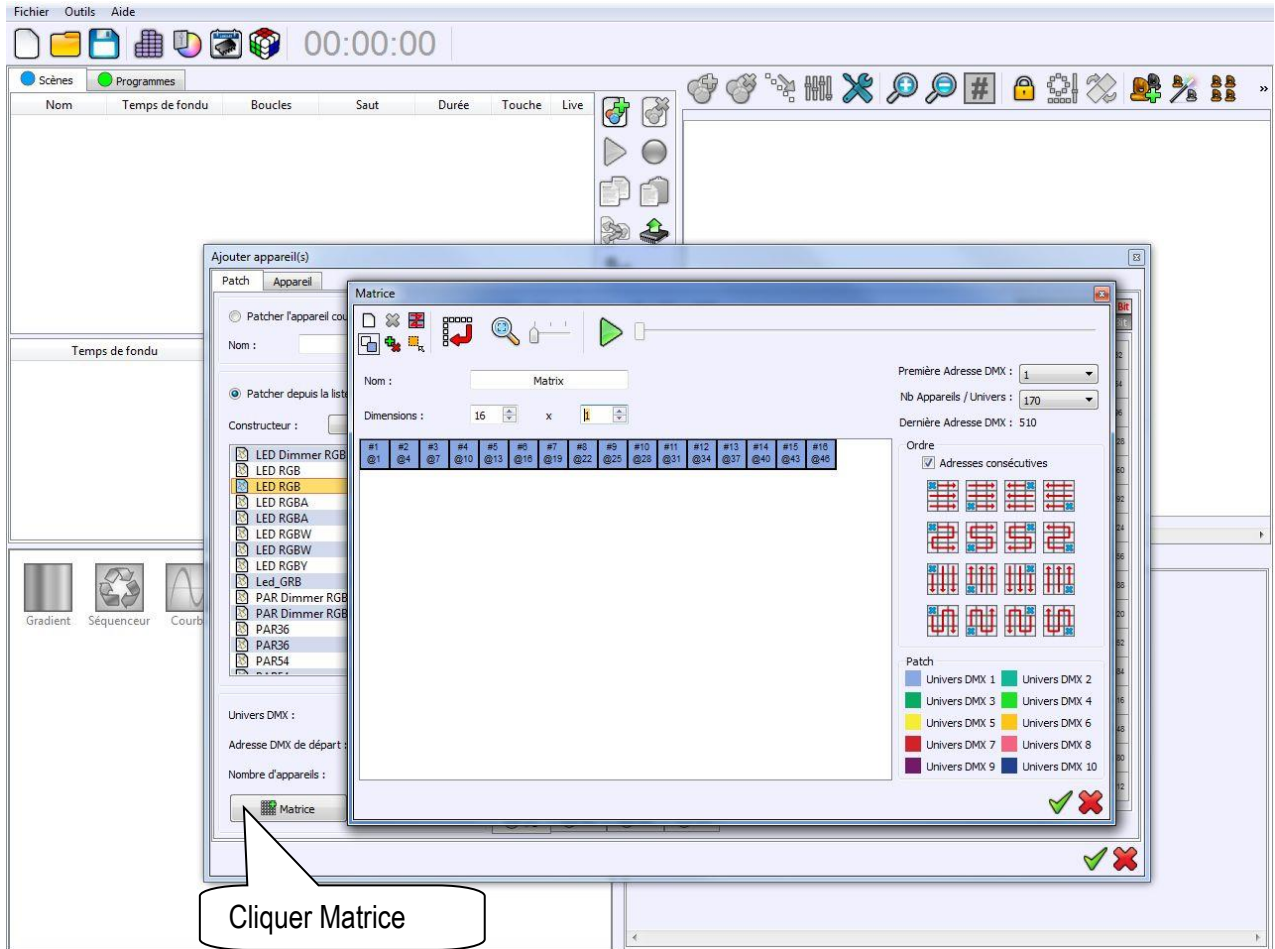 Fichier Outils Aide
00:00:00
Scènes Programmes
Nom Temps de fondu Boucles Saut Durée Touche Live
#
»
Temps de fondu
Gradient Séquenceur
Ajouter appareil(s)
Patch Appareil
Nom :
Constructeur :
LED Dimmer RGB
LED RGB
LED RGB
LED RGBA
LED RGBA
LED RGBW
LED RGBW
LED RGBY
Led_GRB
PAR Dimmer RGB
PAR Dimmer RGB
PAR36
PAR36
PAR54
Univers DMX :
Adresse DMX de départ :
Nombre d'appareils :
Matrice
Matrice
Nom : Matrix
Dimensions : 16 x 1
#1 #2 #3 #4 #5 #6 #7 #8 #9 #10 #11 #12 #13 #14 #15 #16
@1 @4 @7 @10 @13 @16 @19 @22 @25 @28 @31 @34 @37 @40 @43 @46
Première Adresse DMX : 1
Nb Appareils / Univers : 170
Dernière Adresse DMX : 510
Ordre
Adresses consécutives
Patch
Univers DMX 1 Univers DMX 2
Univers DMX 3 Univers DMX 4
Univers DMX 5 Univers DMX 6
Univers DMX 7 Univers DMX 8
Univers DMX 9 Univers DMX 10
Cliquer Matrice